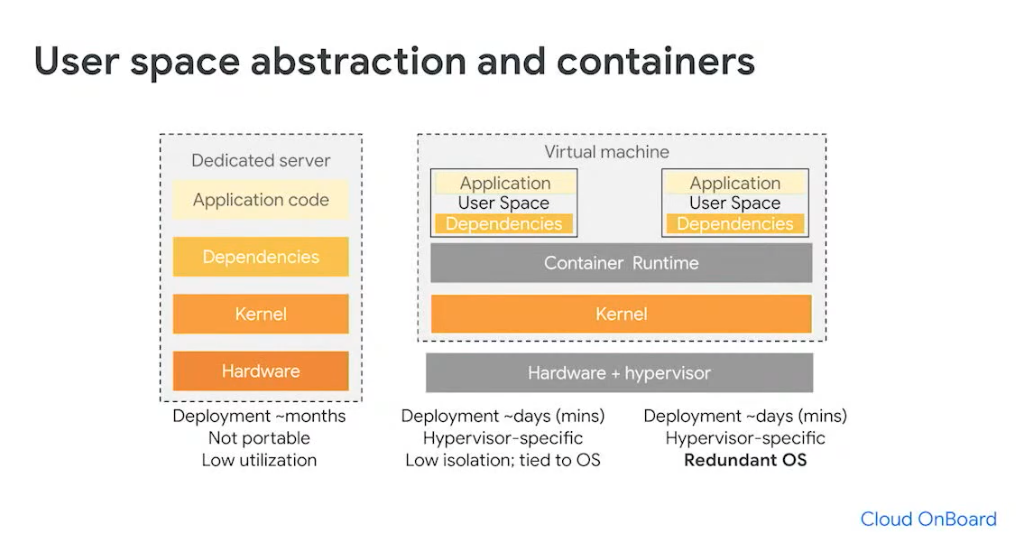 User space abstraction and containers
Dedicated server
Application code
Dependencies
Kernel
Hardware
Deployment ~months
Not portable
Low utilization
Virtual machine
Application
User Space
Dependencies
Application
User Space
Dependencies
Container Runtime
Kernel
Hardware + hypervisor
Deployment ~days (mins)
Hypervisor-specific
Low isolation; tied to OS
Deployment ~days (mins)
Hypervisor-specific
Redundant OS
Cloud OnBoard